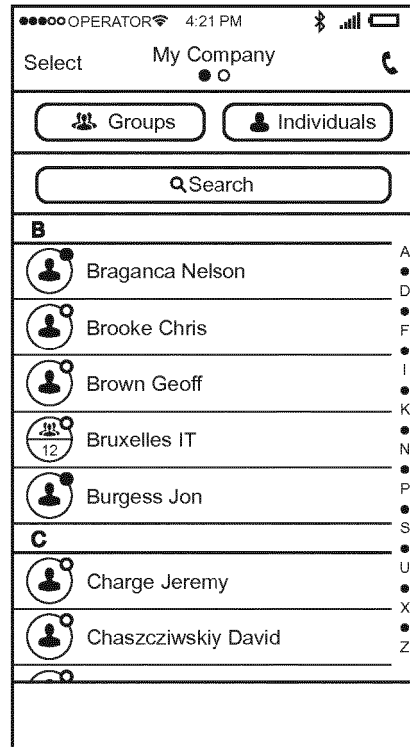 OPERATOR 4:21 PM
Select My Company
Groups Individuals
Search
B
Braganca Nelson
Brooke Chris
Brown Geoff
12 Bruxelles IT
Burgess Jon
C
Charge Jeremy
Chaszcziwskiy David
A
D
F
I
K
N
P
S
U
X
Z